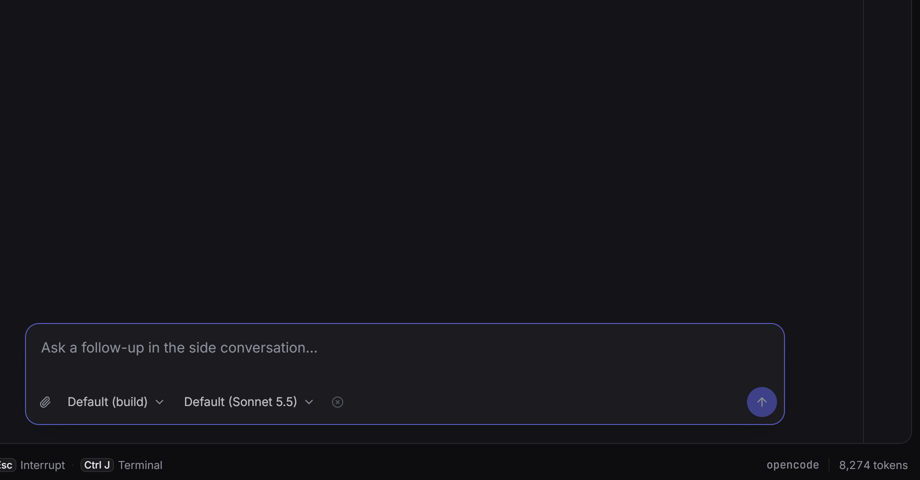 Ask a follow-up in the side conversation...
Default (build) Default (Sonnet 5.5)
Esc Interrupt · Ctrl J Terminal opencode 8,274 tokens